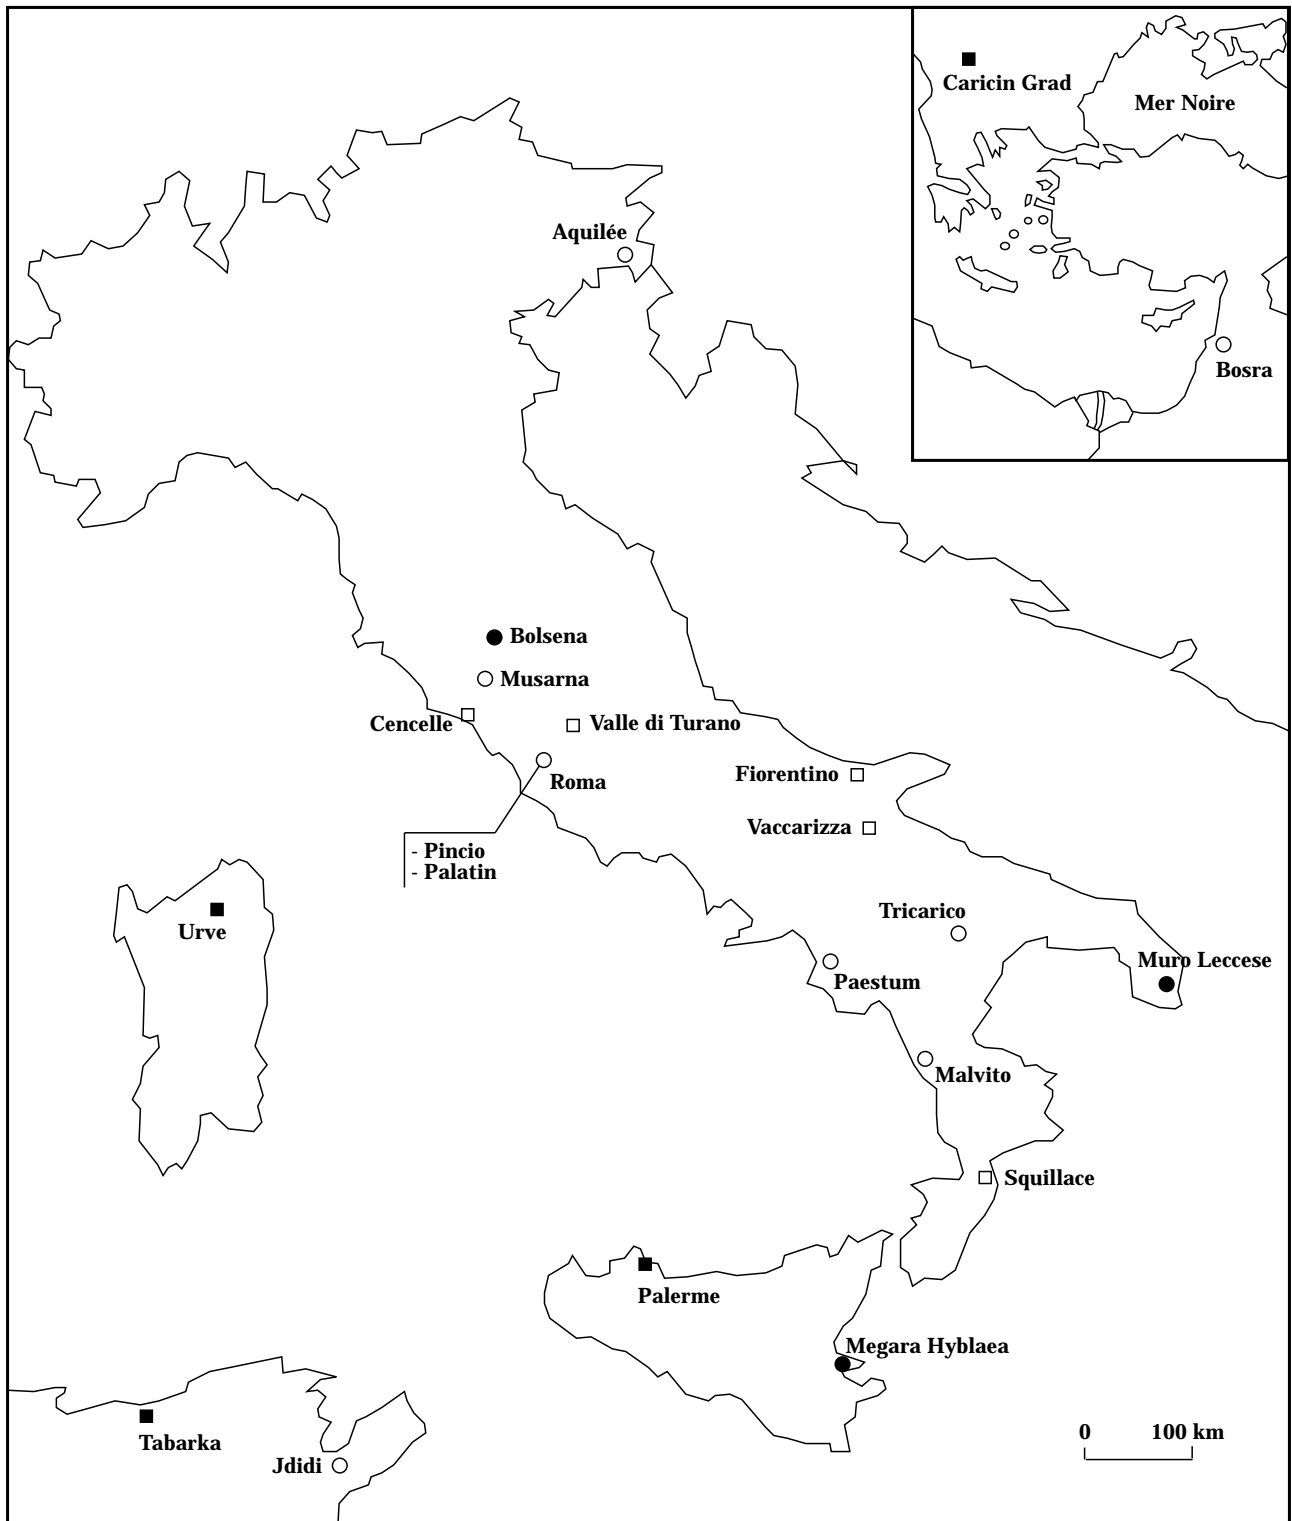 Caricin Grad
Mer Noire
Aquilée
Bosra
Bolsena
Musarna
Cencelle
Valle di Turano
Roma
Fiorentino
Vaccarizza
- Pincio
- Palatin
Urve
Tricarico
Muro Leccese
Paestum
Malvito
Squillace
Palerme
Megara Hyblaea
0 100 km
Tabarka
Jdidi